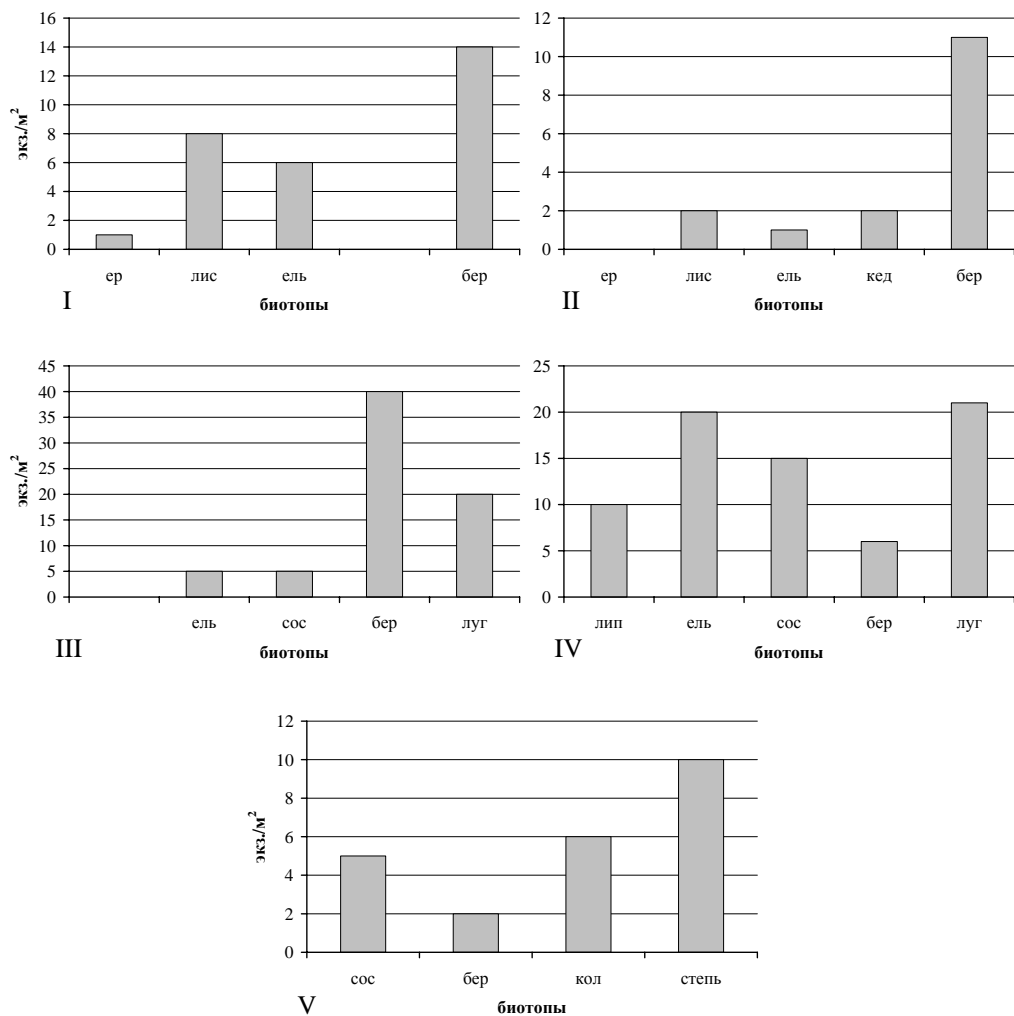 16
14
12
10
8
6
4
2
0
экз./м²
ер лис ель бер
биотопы
I
12
10
8
6
4
2
0
ер лис ель кед бер
биотопы
II
45
40
35
30
25
20
15
10
5
0
экз./м²
ель сос бер луг
биотопы
III
25
20
15
10
5
0
лип ель сос бер луг
биотопы
IV
12
10
8
6
4
2
0
экз./м²
сос бер кол степь
биотопы
V